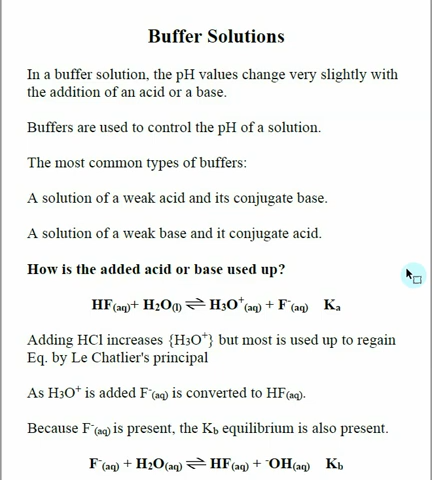 Buffer Solutions
In a buffer solution, the pH values change very slightly with
the addition of an acid or a base.
Buffers are used to control the pH of a solution.
The most common types of buffers:
A solution of a weak acid and its conjugate base.
A solution of a weak base and it conjugate acid.
How is the added acid or base used up?
HF(aq)+ H₂O(l) ⇌ H₃O⁺(aq) + F⁻(aq) Kₐ
Adding HCl increases {H₃O⁺} but most is used up to regain
Eq. by Le Chatlier's principal
As H₃O⁺ is added F⁻(aq) is converted to HF(aq).
Because F⁻(aq) is present, the Kb equilibrium is also present.
F⁻(aq) + H₂O(aq) ⇌ HF(aq) + ⁻OH(aq) Kb